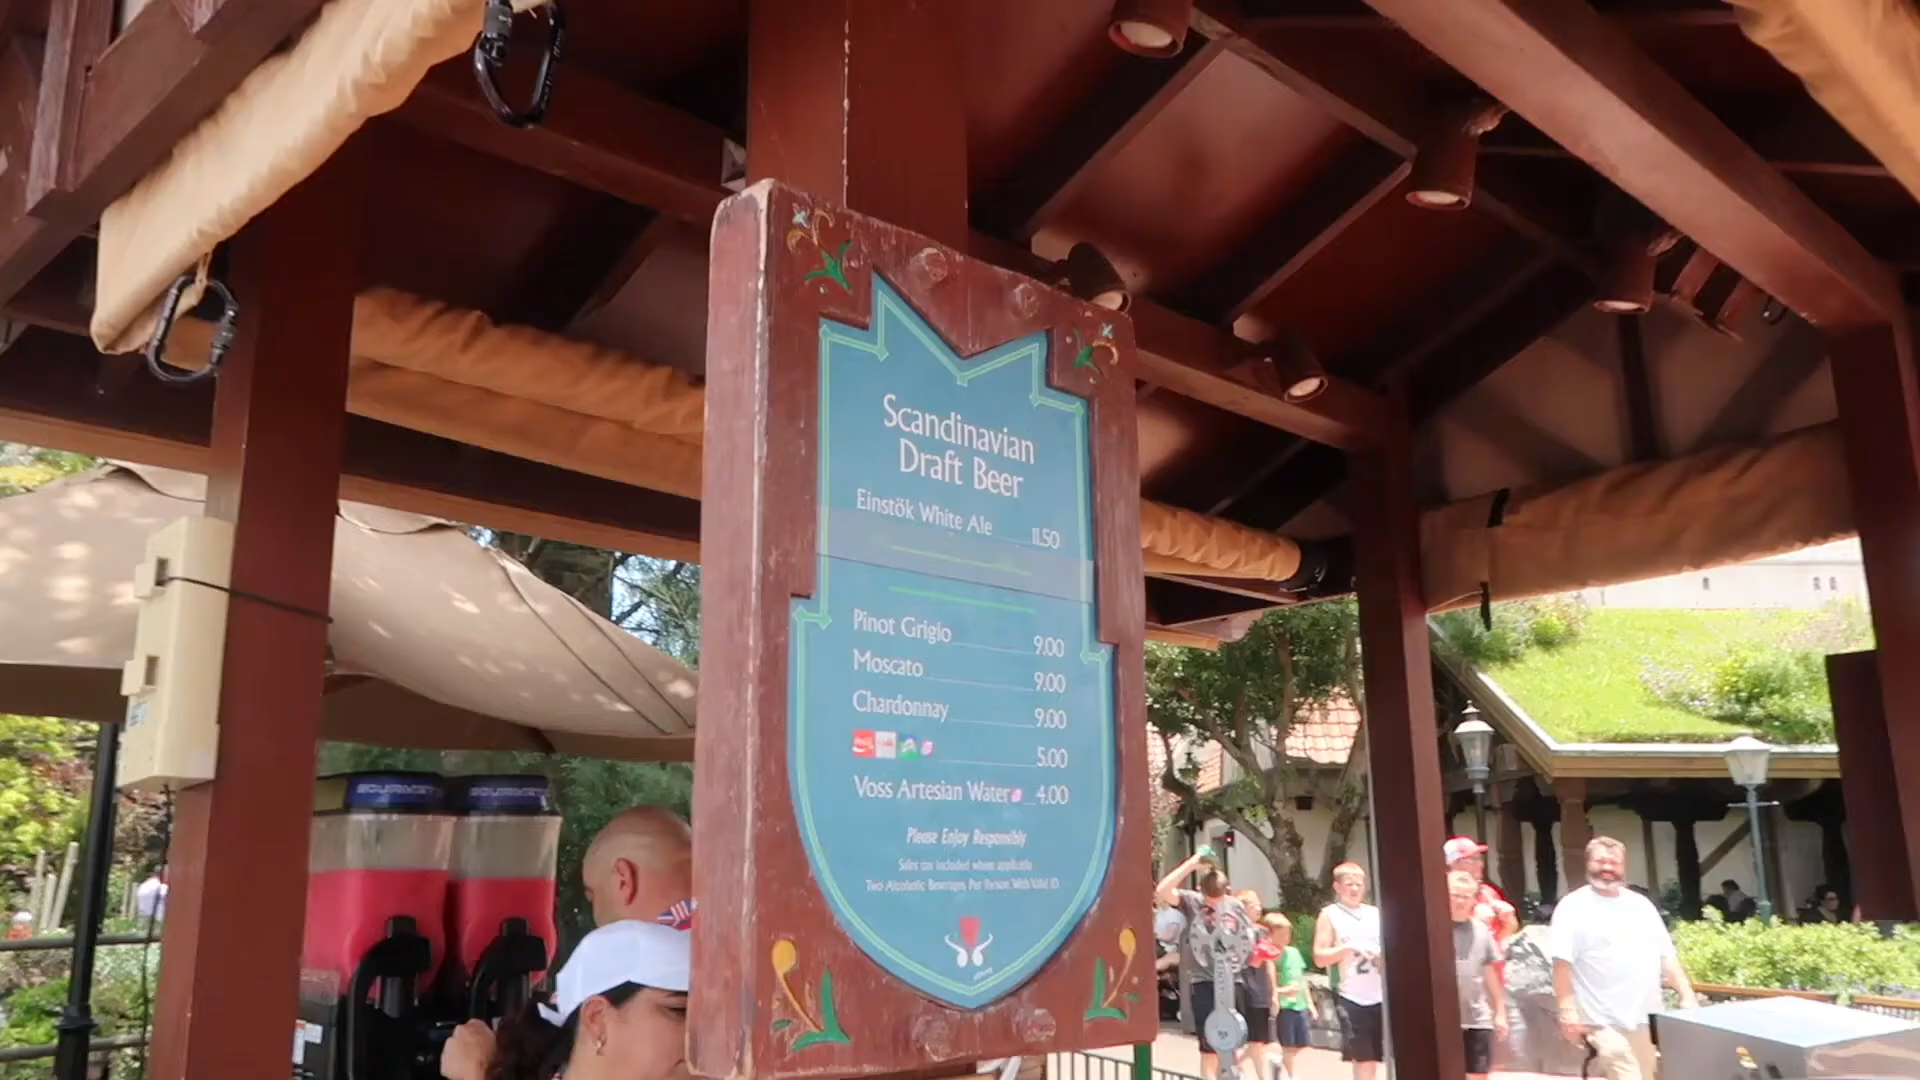 Scandinavian
Draft Beer
Einstök White Ale 11.50
Pinot Grigio 9.00
Moscato 9.00
Chardonnay 9.00
5.00
Voss Artesian Water 4.00
Please Enjoy Responsibly
Sales tax included where applicable
Two Alcoholic Beverages Per Person With Valid ID
GOURMET
GOURMET